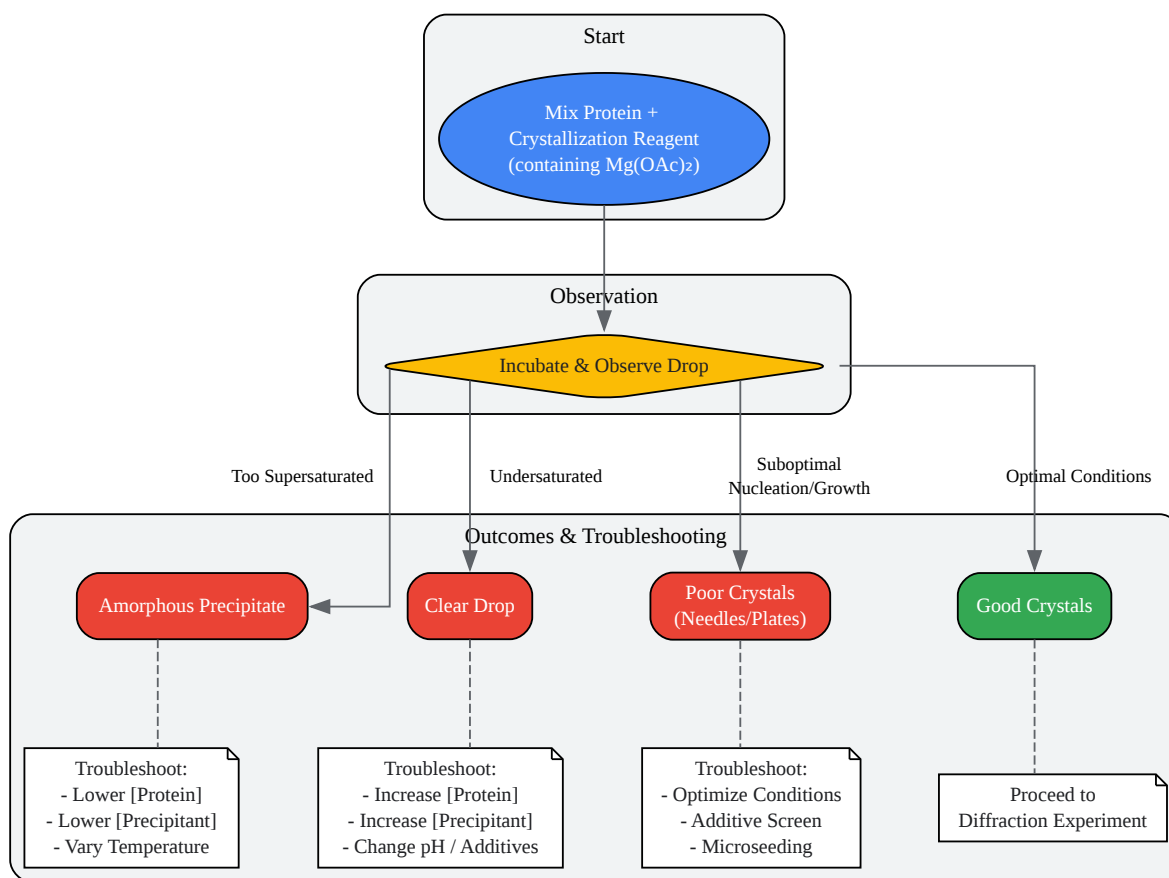 Start
Mix Protein +
Crystallization Reagent
(containing Mg(OAc)₂)
Observation
Incubate & Observe Drop
Too Supersaturated
Undersaturated
Suboptimal
Nucleation/Growth
Optimal Conditions
Outcomes & Troubleshooting
Amorphous Precipitate
Clear Drop
Poor Crystals
(Needles/Plates)
Good Crystals
Troubleshoot:
- Lower [Protein]
- Lower [Precipitant]
- Vary Temperature
Troubleshoot:
- Increase [Protein]
- Increase [Precipitant]
- Change pH / Additives
Troubleshoot:
- Optimize Conditions
- Additive Screen
- Microseeding
Proceed to
Diffraction Experiment